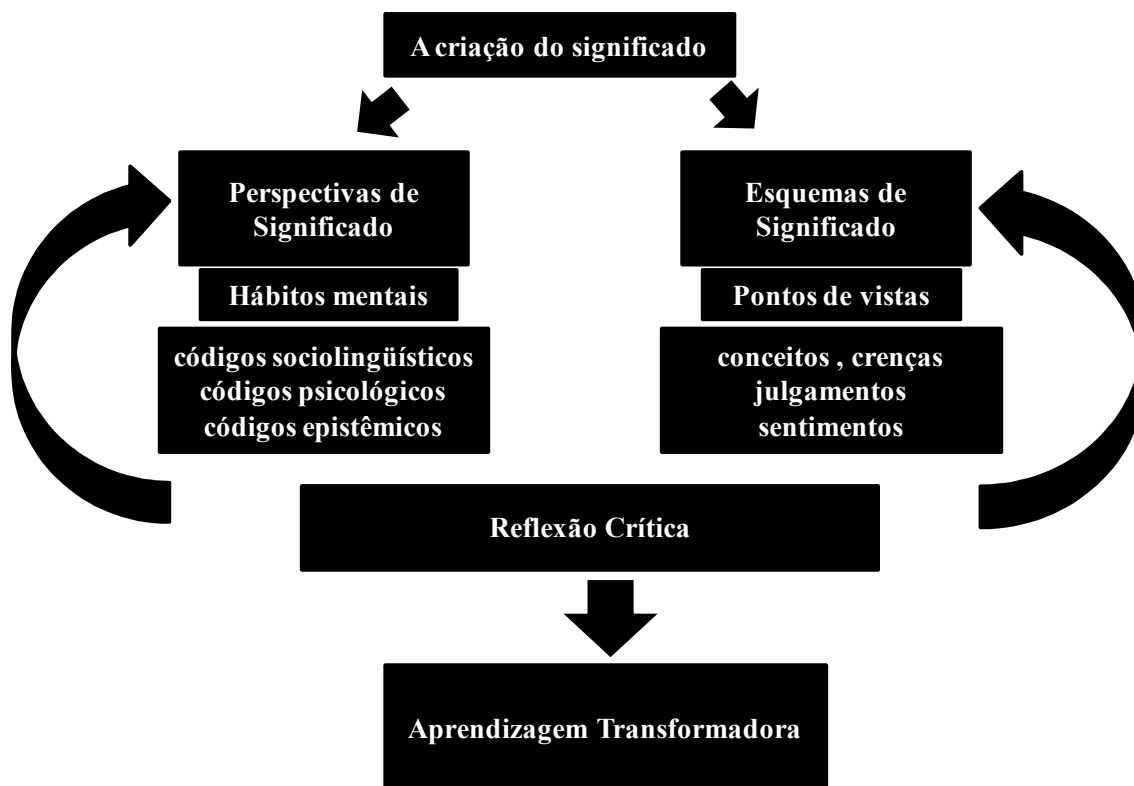 A criação do significado
Perspectivas de
Significado
Hábitos mentais
códigos sociolingüísticos
códigos psicológicos
códigos epistêmicos
Esquemas de
Significado
Pontos de vistas
conceitos , crenças
julgamentos
sentimentos
Reflexão Crítica
Aprendizagem Transformadora